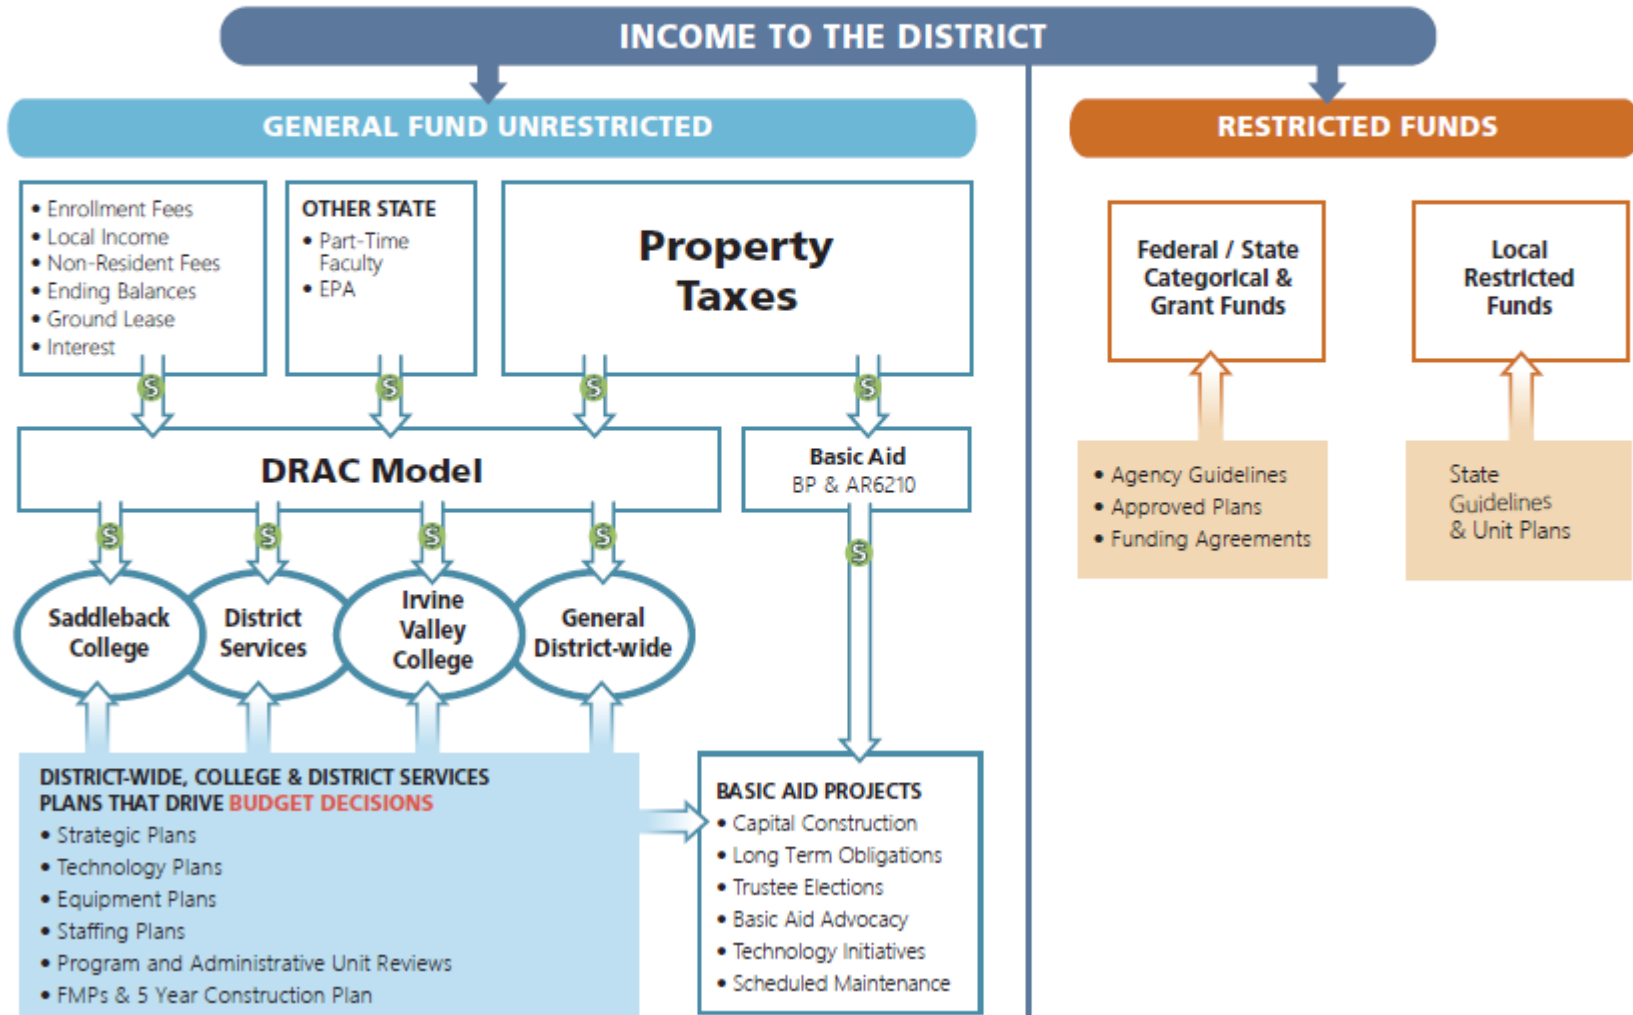 INCOME TO THE DISTRICT
GENERAL FUND UNRESTRICTED
• Enrollment Fees
• Local Income
• Non-Resident Fees
• Ending Balances
• Ground Lease
• Interest
OTHER STATE
• Part-Time
Faculty
• EPA
Property
Taxes
$
$
$
$
DRAC Model
Basic Aid
BP & AR6210
$
$
$
$
$
Saddleback
College
District
Services
Irvine
Valley
College
General
District-wide
DISTRICT-WIDE, COLLEGE & DISTRICT SERVICES
PLANS THAT DRIVE BUDGET DECISIONS
• Strategic Plans
• Technology Plans
• Equipment Plans
• Staffing Plans
• Program and Administrative Unit Reviews
• FMPs & 5 Year Construction Plan
BASIC AID PROJECTS
• Capital Construction
• Long Term Obligations
• Trustee Elections
• Basic Aid Advocacy
• Technology Initiatives
• Scheduled Maintenance
RESTRICTED FUNDS
Federal / State
Categorical &
Grant Funds
Local
Restricted
Funds
• Agency Guidelines
• Approved Plans
• Funding Agreements
State
Guidelines
& Unit Plans